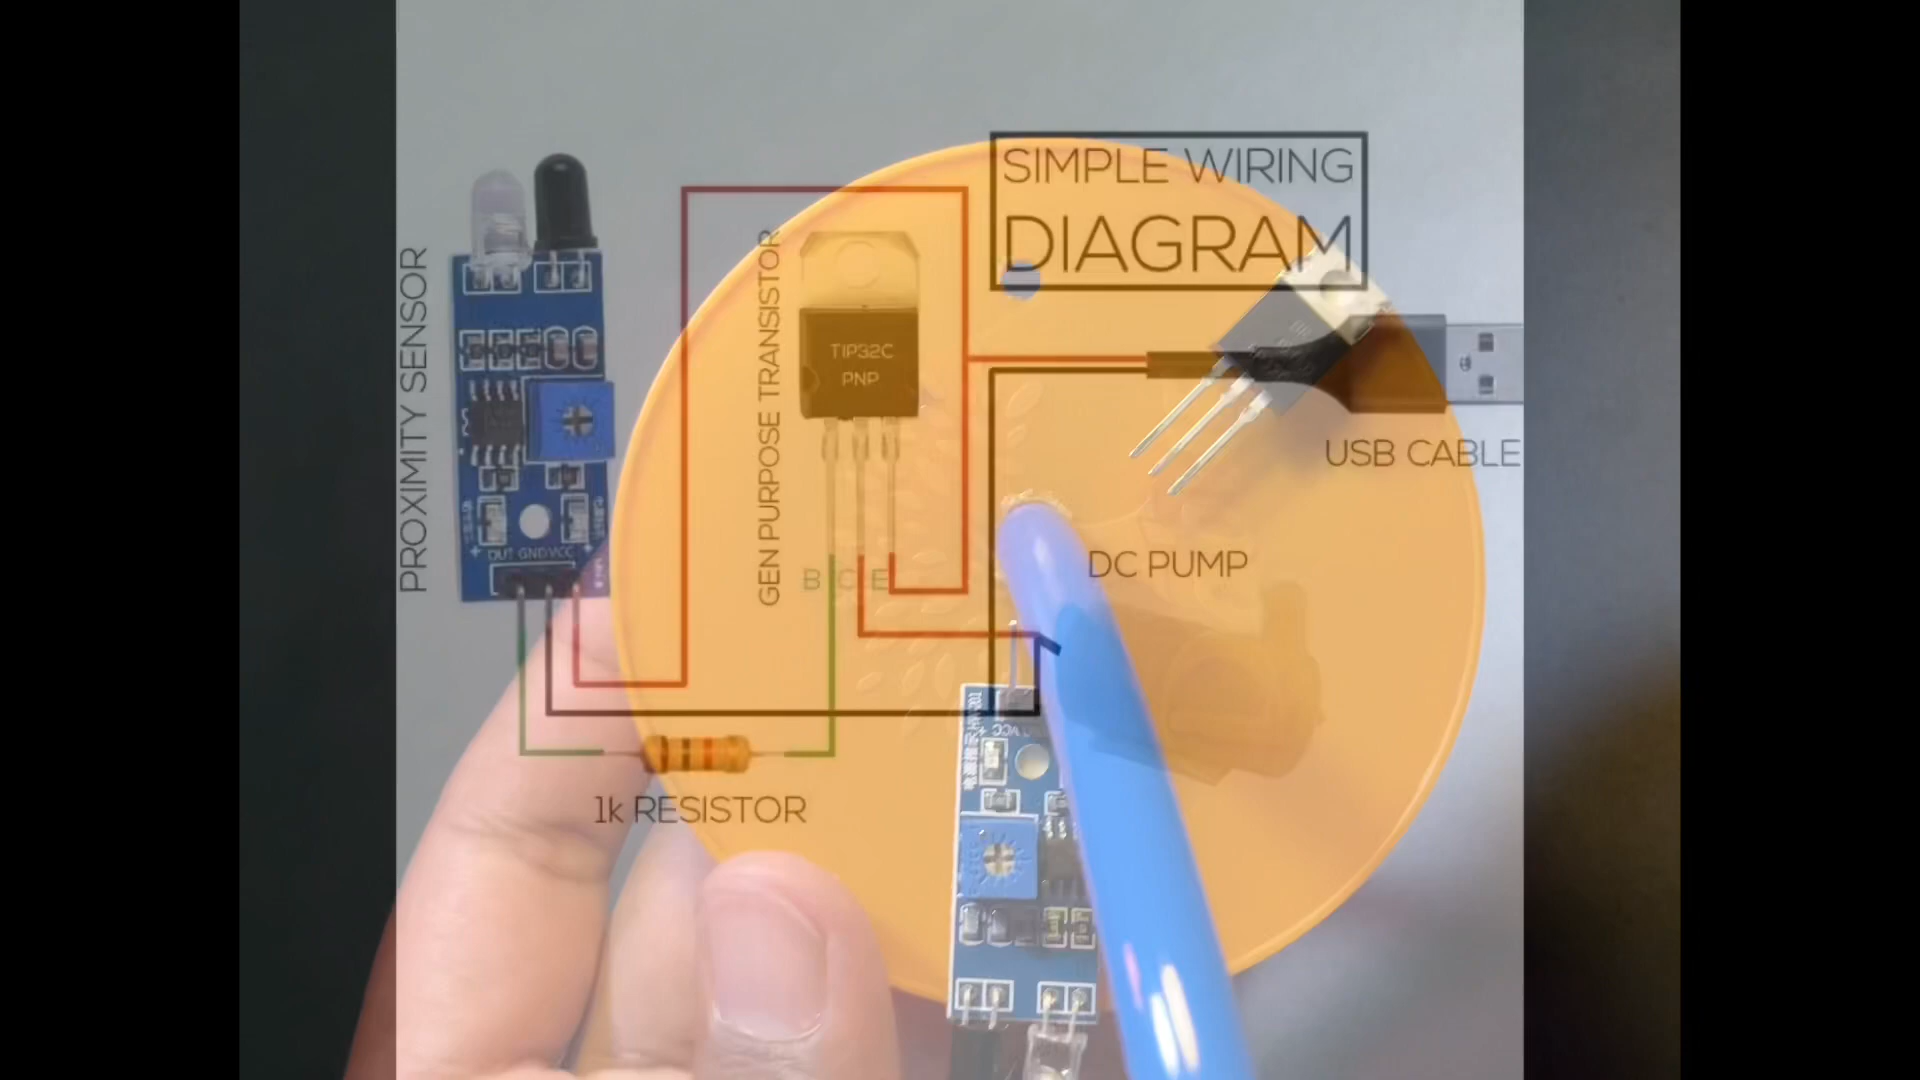 SIMPLE WIRING
DIAGRAM
PROXIMITY SENSOR
GEN PURPOSE TRANSISTOR
TIP32C
PNP
USB CABLE
OUT GND VCC
B C E
DC PUMP
VCC
1k RESISTOR